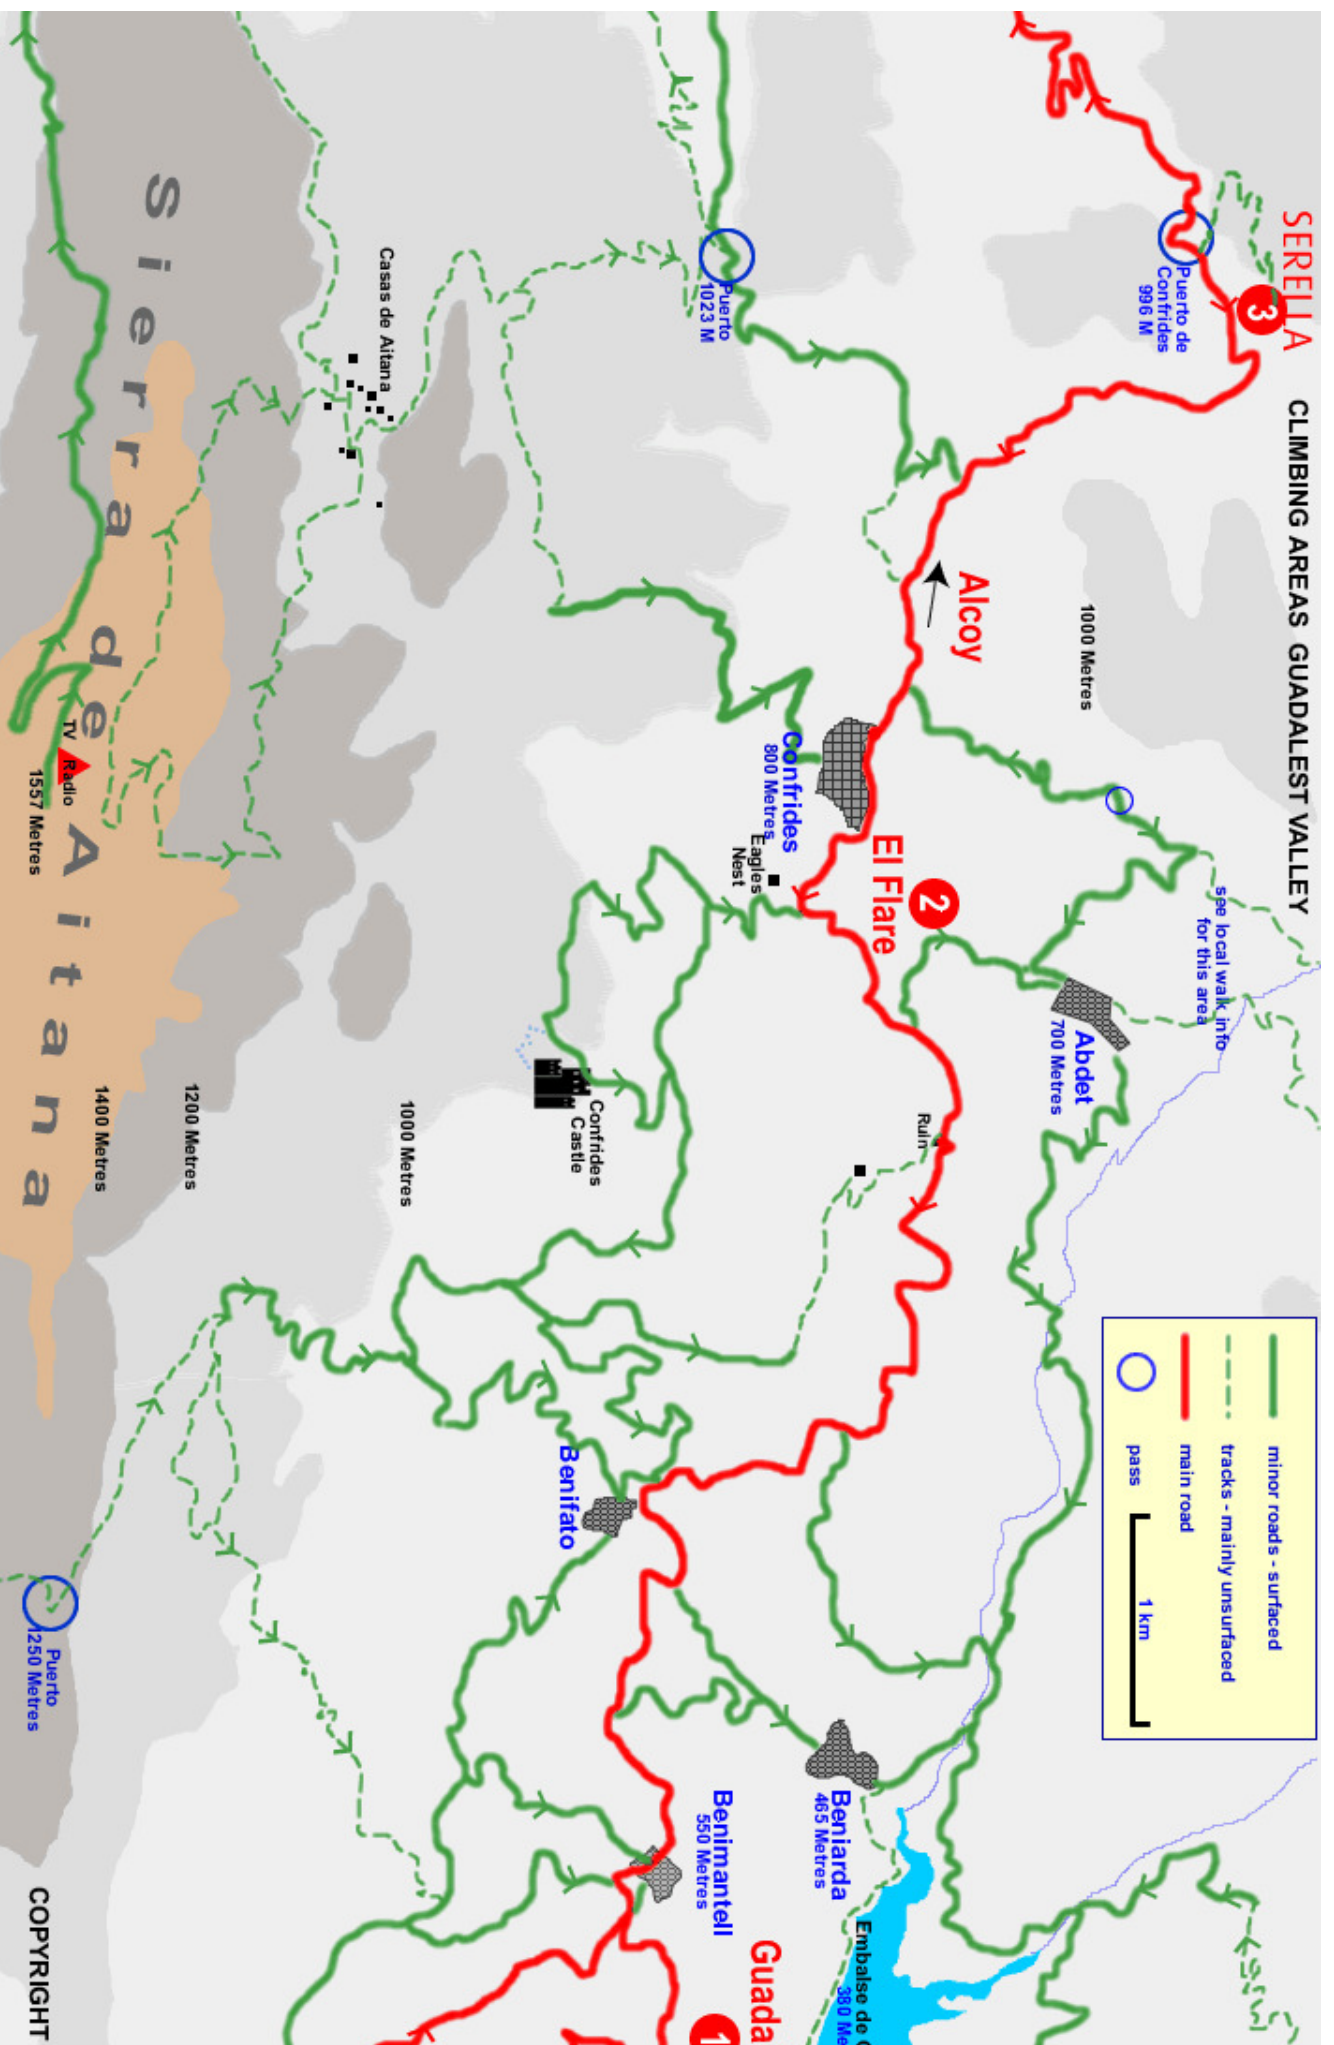 CLIMBING AREAS GUADALEST VALLEY
SERELLA
3
Puerto de
Confrides
996 M
1000 Metres
see local walk info
for this area
minor roads - surfaced
tracks - mainly unsurfaced
main road
pass
1 km
Alcoy
El Flare
2
Abdet
700 Metres
Puerto
1023 M
Confrides
800 Metres
Eagles
Nest
Ruin
Casas de Aitana
Confrides
Castle
1000 Metres
1200 Metres
1400 Metres
Sierra de Aitana
TV Radio
1557 Metres
Benifato
Beniarda
465 Metres
Benimantell
550 Metres
Embalse de
380 Me
Guada
1
Puerto
1250 Metres
COPYRIGHT